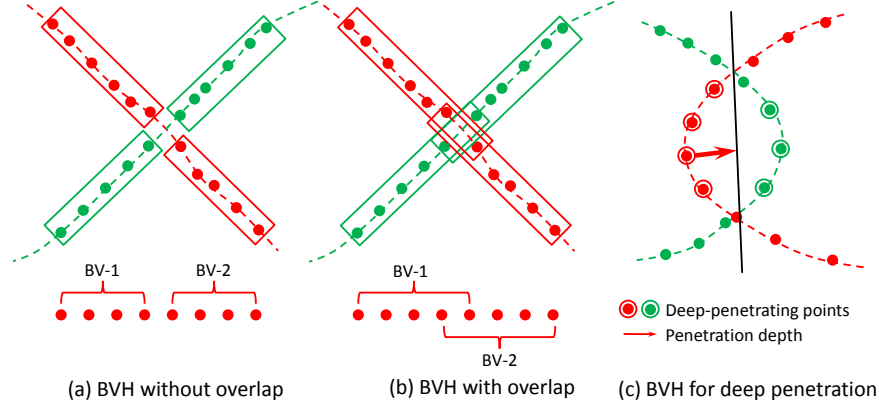 BV-1
BV-2
(a) BVH without overlap
BV-1
BV-2
(b) BVH with overlap
Deep-penetrating points
Penetration depth
(c) BVH for deep penetration